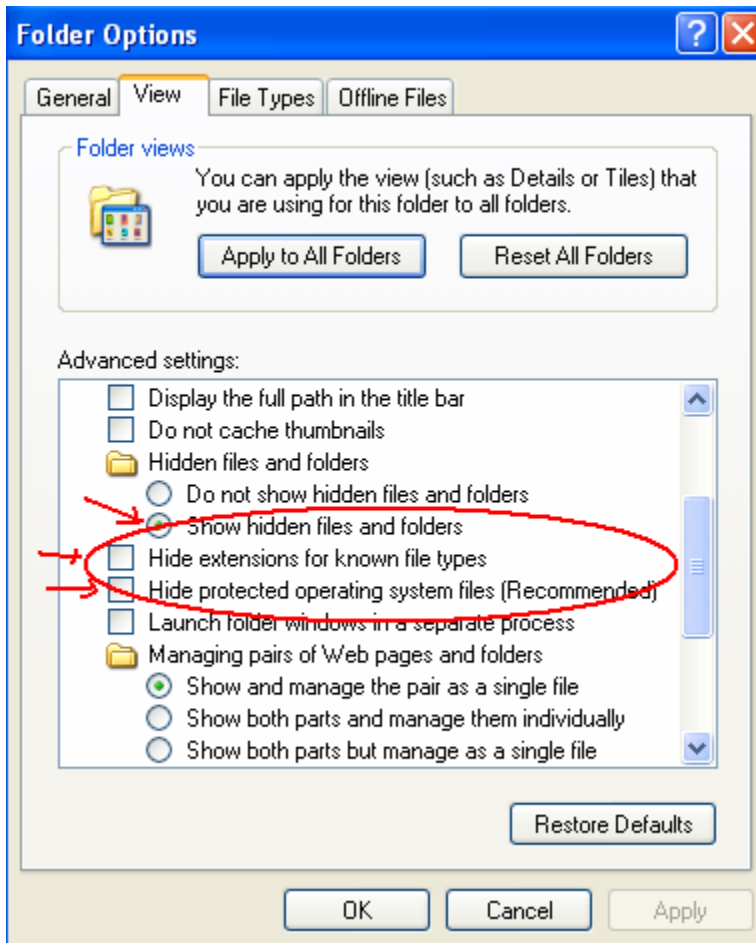 Folder Options
?
General View File Types Offline Files
Folder views
You can apply the view (such as Details or Tiles) that
you are using for this folder to all folders.
Apply to All Folders Reset All Folders
Advanced settings:
Display the full path in the title bar
Do not cache thumbnails
Hidden files and folders
Do not show hidden files and folders
Show hidden files and folders
Hide extensions for known file types
Hide protected operating system files (Recommended)
Launch folder windows in a separate process
Managing pairs of Web pages and folders
Show and manage the pair as a single file
Show both parts and manage them individually
Show both parts but manage as a single file
Restore Defaults
OK Cancel Apply